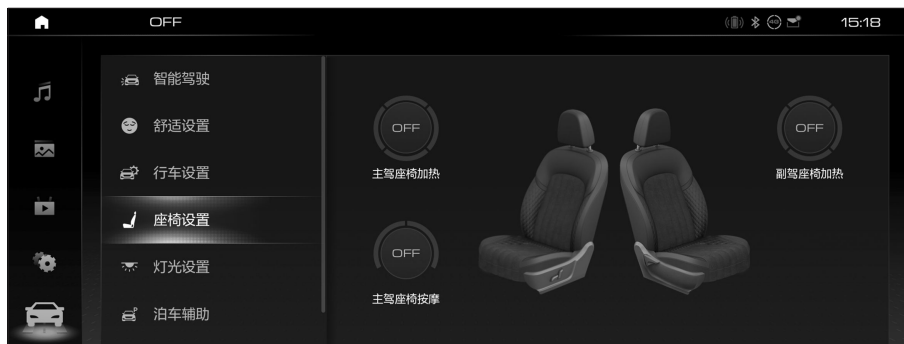 OFF
15:18
智能驾驶
舒适设置
行车设置
座椅设置
灯光设置
泊车辅助
OFF
主驾座椅加热
OFF
副驾座椅加热
OFF
主驾座椅按摩